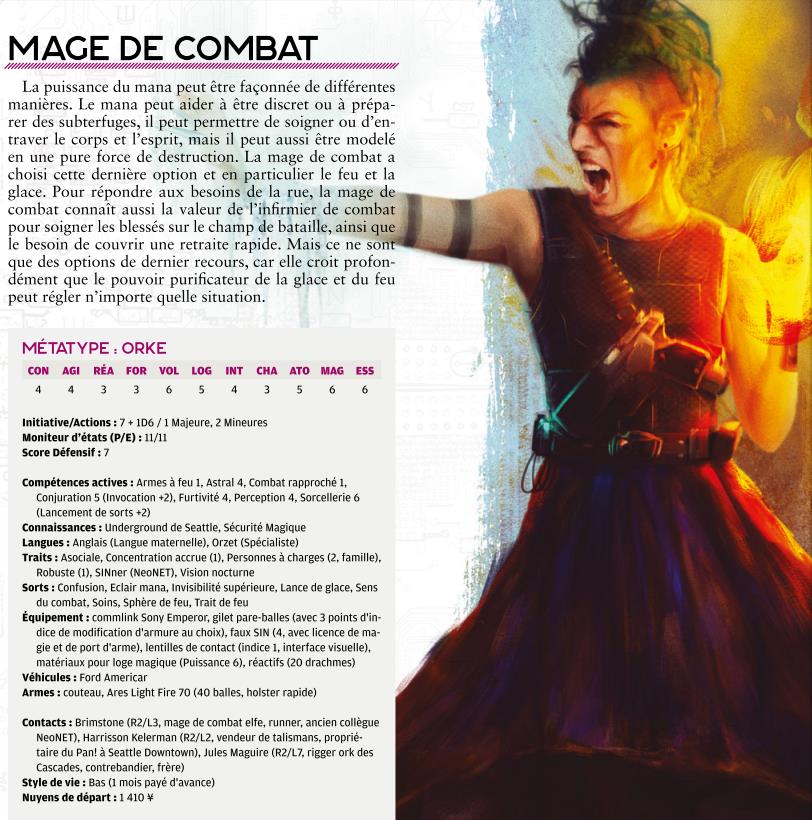 MAGE DE COMBAT
La puissance du mana peut être façonnée de différentes
manières. Le mana peut aider à être discret ou à prépa-
rer des subterfuges, il peut permettre de soigner ou d'en-
traver le corps et l'esprit, mais il peut aussi être modelé
en une pure force de destruction. La mage de combat a
choisi cette dernière option et en particulier le feu et la
glace. Pour répondre aux besoins de la rue, la mage de
combat connaît aussi la valeur de l'infirmier de combat
pour soigner les blessés sur le champ de bataille, ainsi que
le besoin de couvrir une retraite rapide. Mais ce ne sont
que des options de dernier recours, car elle croit profon-
dément que le pouvoir purificateur de la glace et du feu
peut régler n'importe quelle situation.
MÉTATYPE : ORKE
CON AGI RÉA FOR VOL LOG INT CHA ATO MAG ESS
4 4 3 3 6 5 4 3 5 6 6
Initiative/Actions : 7 + 1D6 / 1 Majeure, 2 Mineures
Moniteur d'états (P/E) : 11/11
Score Défensif : 7
Compétences actives : Armes à feu 1, Astral 4, Combat rapproché 1,
Conjuration 5 (Invocation +2), Furtivité 4, Perception 4, Sorcellerie 6
(Lancement de sorts +2)
Connaissances : Underground de Seattle, Sécurité Magique
Langues : Anglais (Langue maternelle), Orzet (Spécialiste)
Traits : Asociale, Concentration accrue (1), Personnes à charges (2, famille),
Robuste (1), SINner (NeoNET), Vision nocturne
Sorts : Confusion, Eclair mana, Invisibilité supérieure, Lance de glace, Sens
du combat, Soins, Sphère de feu, Trait de feu
Équipement : commlink Sony Emperor, gilet pare-balles (avec 3 points d'in-
dice de modification d'armure au choix), faux SIN (4, avec licence de ma-
gie et de port d'arme), lentilles de contact (indice 1, interface visuelle),
matériaux pour loge magique (Puissance 6), réactifs (20 drachmes)
Véhicules : Ford Americar
Armes : couteau, Ares Light Fire 70 (40 balles, holster rapide)
Contacts : Brimstone (R2/L3, mage de combat elfe, runner, ancien collègue
NeoNET), Harrisson Kelerman (R2/L2, vendeur de talismans, proprié-
taire du Pan! à Seattle Downtown), Jules Maguire (R2/L7, rigger ork des
Cascades, contrebandier, frère)
Style de vie : Bas (1 mois payé d'avance)
Nuyens de départ : 1 410 ¥